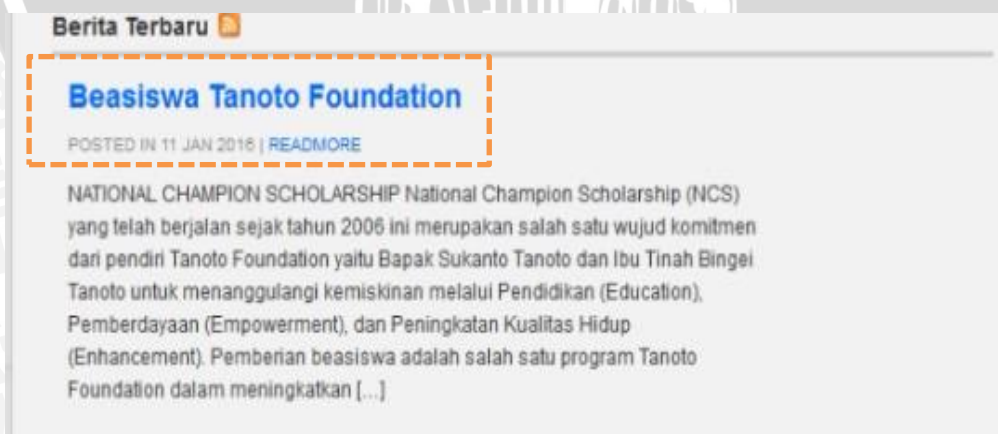 Berita Terbaru
Beasiswa Tanoto Foundation
POSTED IN 11 JAN 2016 | READMORE
NATIONAL CHAMPION SCHOLARSHIP National Champion Scholarship (NCS)
yang telah berjalan sejak tahun 2006 ini merupakan salah satu wujud komitmen
dari pendiri Tanoto Foundation yaitu Bapak Sukanto Tanoto dan Ibu Tinah Bingei
Tanoto untuk menanggulangi kemiskinan melalui Pendidikan (Education),
Pemberdayaan (Empowerment), dan Peningkatan Kualitas Hidup
(Enhancement). Pemberian beasiswa adalah salah satu program Tanoto
Foundation dalam meningkatkan [...]